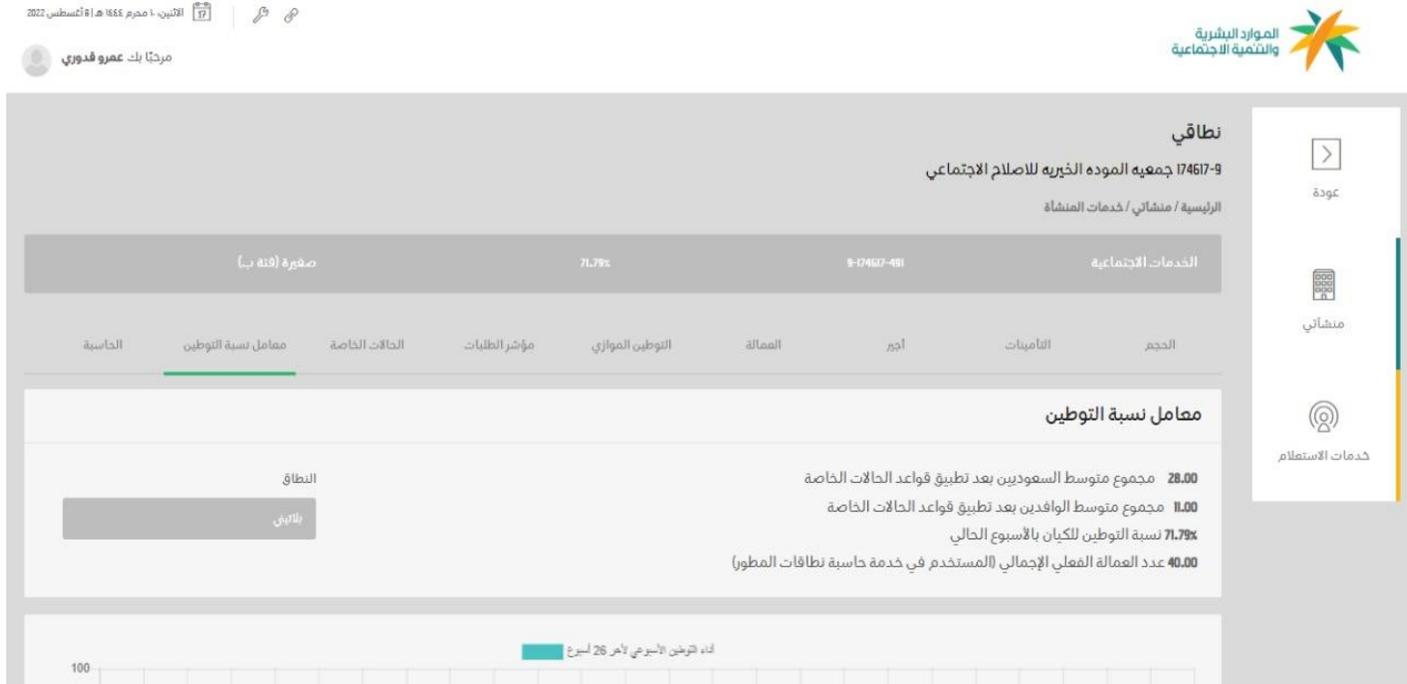 الاثنين، ١٠ محرم ١٤٤٤ هـ | 8 أغسطس 2022
الموارد البشرية
والتنمية الاجتماعية
مرحبًا بك عمرو قدوري
نطاقي
9-174617 جمعيه الموده الخيريه للاصلاح الاجتماعي
الرئيسية / منشآتي / خدمات المنشأة
عودة
الخدمات الاجتماعية 9-174617-491 71.79% صغيرة (فئة ب)
منشآتي
الحجم التأمينات أجير العمالة التوطين الموازي مؤشر الطلبات الحالات الخاصة معامل نسبة التوطين الحاسبة
معامل نسبة التوطين
خدمات الاستعلام
28.00 مجموع متوسط السعوديين بعد تطبيق قواعد الحالات الخاصة
11.00 مجموع متوسط الوافدين بعد تطبيق قواعد الحالات الخاصة
71.79% نسبة التوطين للكيان بالأسبوع الحالي
40.00 عدد العمالة الفعلي الإجمالي (المستخدم في خدمة حاسبة نطاقات المطور)
النطاق
بلاتيني
أداء التوطين الأسبوعي لآخر 26 أسبوع
100